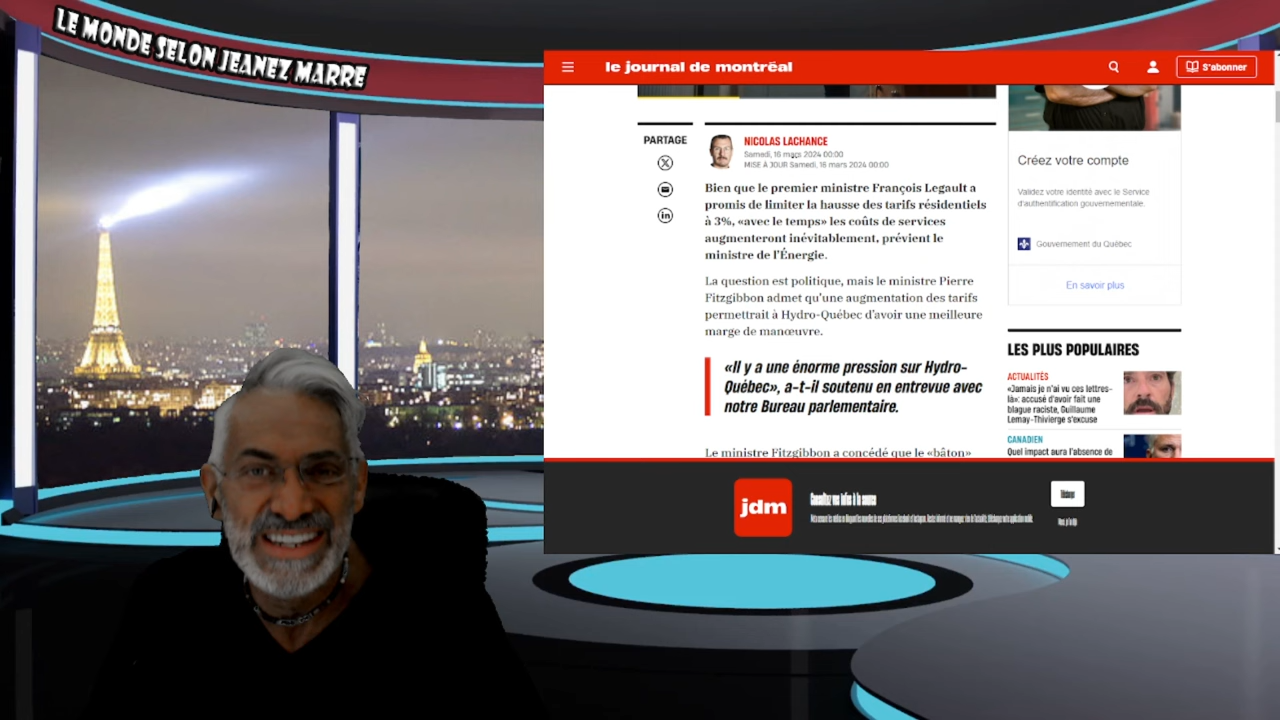 LE MONDE SELON JEANEZ MARRE
le journal de montréal
S'abonner
PARTAGE
NICOLAS LACHANCE
Samedi, 16 mars 2024 00:00
MISE À JOUR Samedi, 16 mars 2024 00:00
Bien que le premier ministre François Legault a
promis de limiter la hausse des tarifs résidentiels
à 3%, «avec le temps» les coûts de services
augmenteront inévitablement, prévient le
ministre de l'Énergie.
La question est politique, mais le ministre Pierre
Fitzgibbon admet qu'une augmentation des tarifs
permettrait à Hydro-Québec d'avoir une meilleure
marge de manœuvre.
«Il y a une énorme pression sur Hydro-
Québec», a-t-il soutenu en entrevue avec
notre Bureau parlementaire.
Le ministre Fitzgibbon a concédé que le «bâton»
Créez votre compte
Validez votre identité avec le Service
d'authentification gouvernementale.
Gouvernement du Québec
En savoir plus
LES PLUS POPULAIRES
ACTUALITÉS
«Jamais je n'ai vu ces lettres-
là»: accusé d'avoir fait une
blague raciste, Guillaume
Lemay-Thivierge s'excuse
CANADIEN
Quel impact aura l'absence de
jdm
Consultez vos infos à la source
Télécharger